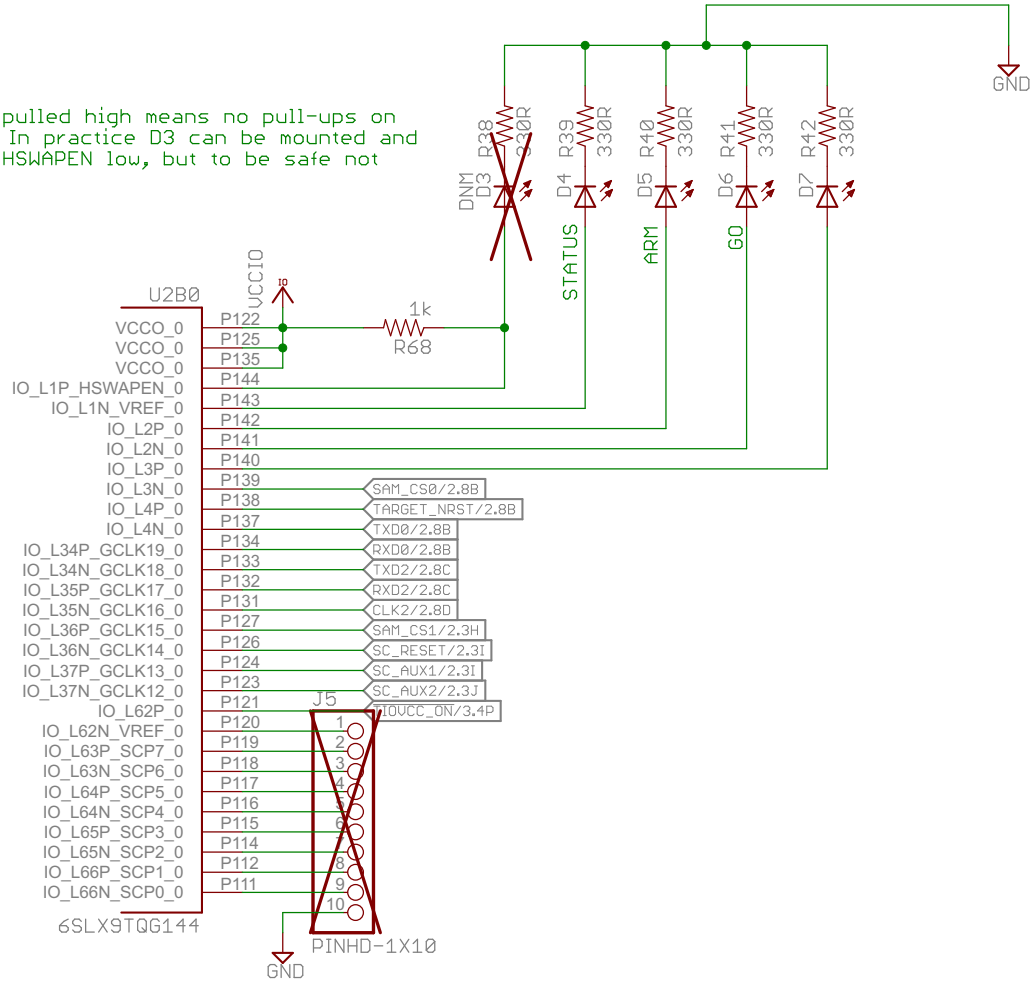 GND
pulled high means no pull-ups on
In practice D3 can be mounted and
HSWAPEN low, but to be safe not
R38
330R
R39
330R
R40
330R
R41
330R
R42
330R
DNM
D3
D4
D5
D6
D7
STATUS
ARM
GO
VCCIO
IO
U2B0
1k
R68
VCCO_0 P122
VCCO_0 P125
VCCO_0 P135
IO_L1P_HSWAPEN_0 P144
IO_L1N_VREF_0 P143
IO_L2P_0 P142
IO_L2N_0 P141
IO_L3P_0 P140
IO_L3N_0 P139 SAM_CS0/2.8B
IO_L4P_0 P138 TARGET_NRST/2.8B
IO_L4N_0 P137 TXD0/2.8B
IO_L34P_GCLK19_0 P134 RXD0/2.8B
IO_L34N_GCLK18_0 P133 TXD2/2.8C
IO_L35P_GCLK17_0 P132 RXD2/2.8C
IO_L35N_GCLK16_0 P131 CLK2/2.8D
IO_L36P_GCLK15_0 P127 SAM_CS1/2.3H
IO_L36N_GCLK14_0 P126 SC_RESET/2.3I
IO_L37P_GCLK13_0 P124 SC_AUX1/2.3I
IO_L37N_GCLK12_0 P123 SC_AUX2/2.3J
J5
IO_L62P_0 P121 TIOVCC_ON/3.4P
IO_L62N_VREF_0 P120 1
IO_L63P_SCP7_0 P119 2
IO_L63N_SCP6_0 P118 3
IO_L64P_SCP5_0 P117 4
IO_L64N_SCP4_0 P116 5
IO_L65P_SCP3_0 P115 6
IO_L65N_SCP2_0 P114 7
IO_L66P_SCP1_0 P112 8
IO_L66N_SCP0_0 P111 9
10
6SLX9TQG144
PINHD-1X10
GND